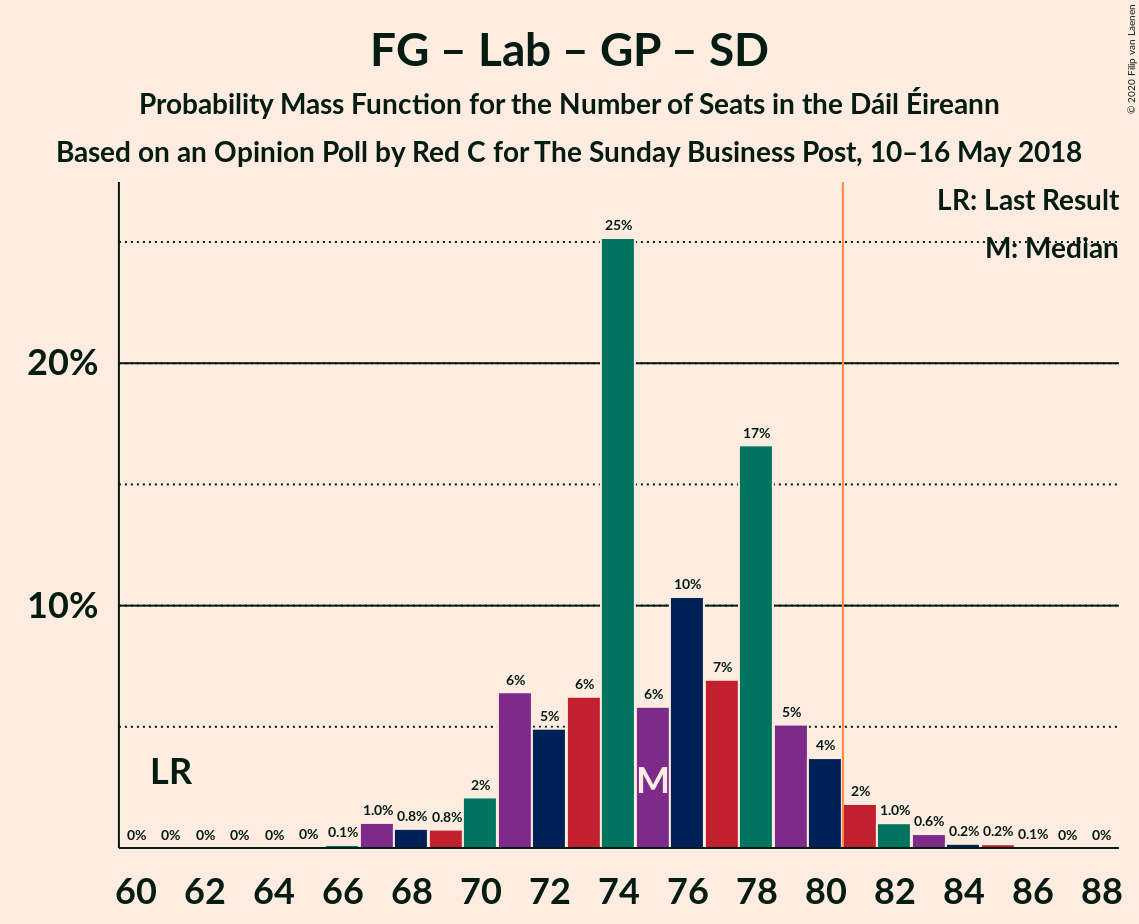 FG – Lab – GP – SD
Probability Mass Function for the Number of Seats in the Dáil Éireann
Based on an Opinion Poll by Red C for The Sunday Business Post, 10–16 May 2018
© 2020 Filip van Laenen
LR: Last Result
M: Median
20%
10%
LR
M
0% 0% 0% 0% 0% 0% 0.1% 1.0% 0.8% 0.8% 2% 6% 5% 6% 25% 6% 10% 7% 17% 5% 4% 2% 1.0% 0.6% 0.2% 0.2% 0.1% 0% 0%
60 62 64 66 68 70 72 74 76 78 80 82 84 86 88